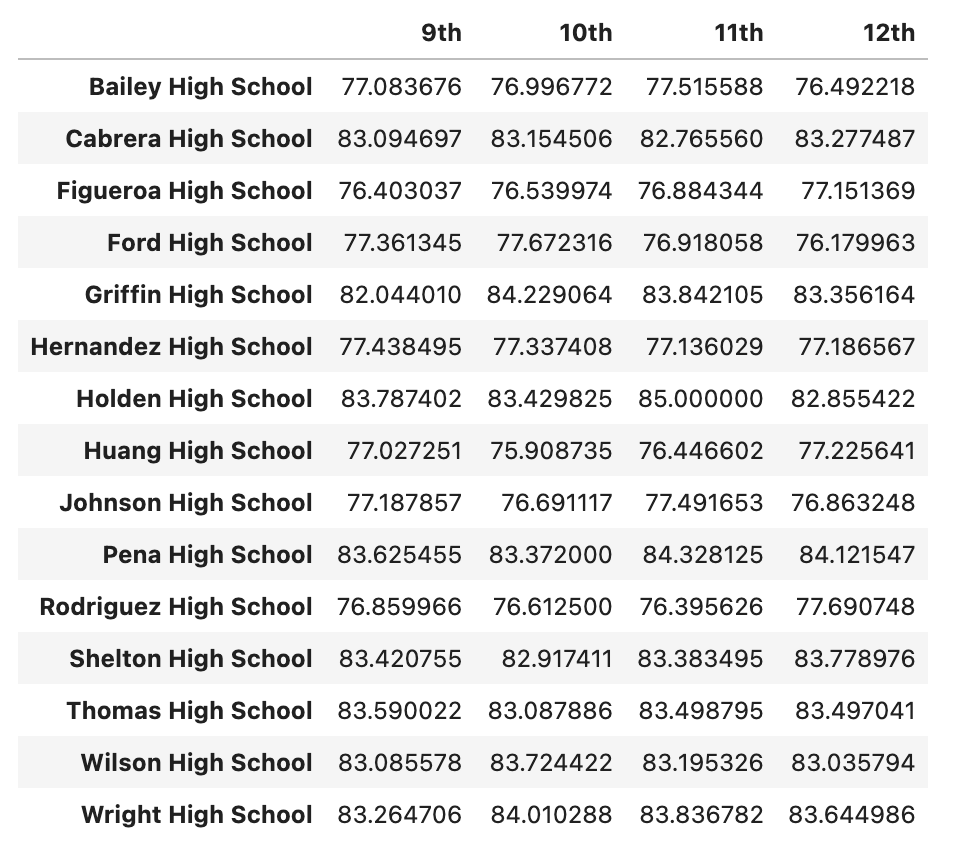 9th 10th 11th 12th
Bailey High School 77.083676 76.996772 77.515588 76.492218
Cabrera High School 83.094697 83.154506 82.765560 83.277487
Figueroa High School 76.403037 76.539974 76.884344 77.151369
Ford High School 77.361345 77.672316 76.918058 76.179963
Griffin High School 82.044010 84.229064 83.842105 83.356164
Hernandez High School 77.438495 77.337408 77.136029 77.186567
Holden High School 83.787402 83.429825 85.000000 82.855422
Huang High School 77.027251 75.908735 76.446602 77.225641
Johnson High School 77.187857 76.691117 77.491653 76.863248
Pena High School 83.625455 83.372000 84.328125 84.121547
Rodriguez High School 76.859966 76.612500 76.395626 77.690748
Shelton High School 83.420755 82.917411 83.383495 83.778976
Thomas High School 83.590022 83.087886 83.498795 83.497041
Wilson High School 83.085578 83.724422 83.195326 83.035794
Wright High School 83.264706 84.010288 83.836782 83.644986